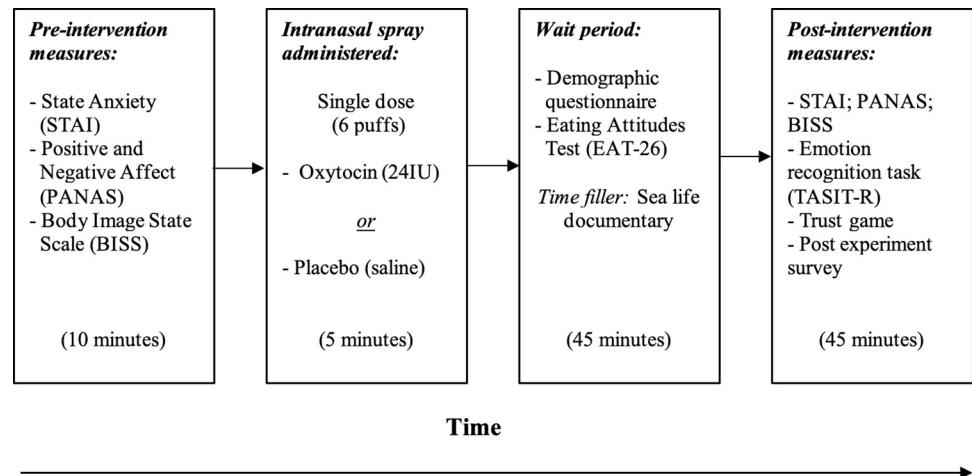 Pre-intervention
measures:
- State Anxiety
(STAI)
- Positive and
Negative Affect
(PANAS)
- Body Image State
Scale (BISS)
(10 minutes)
Intranasal spray
administered:
Single dose
(6 puffs)
- Oxytocin (24IU)
or
- Placebo (saline)
(5 minutes)
Wait period:
- Demographic
questionnaire
- Eating Attitudes
Test (EAT-26)
Time filler: Sea life
documentary
(45 minutes)
Post-intervention
measures:
- STAI; PANAS;
BISS
- Emotion
recognition task
(TASIT-R)
- Trust game
- Post experiment
survey
(45 minutes)
Time